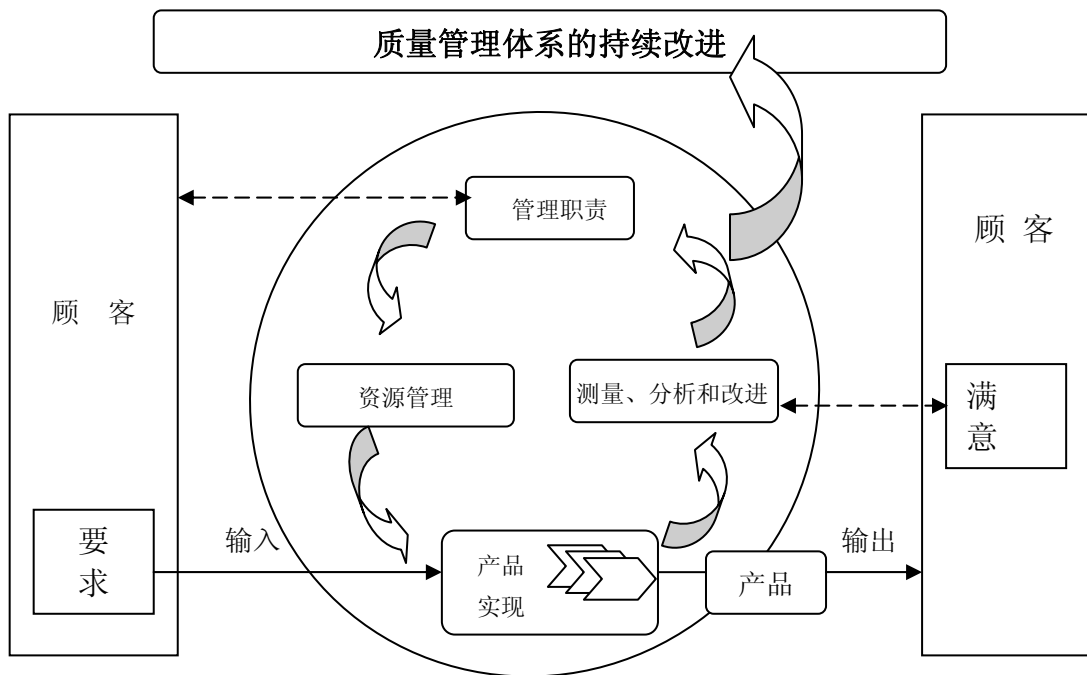 质量管理体系的持续改进
管理职责
顾 客
顾 客
资源管理
测量、分析和改进
满
意
要
求
输入
产品
实现
产品
输出